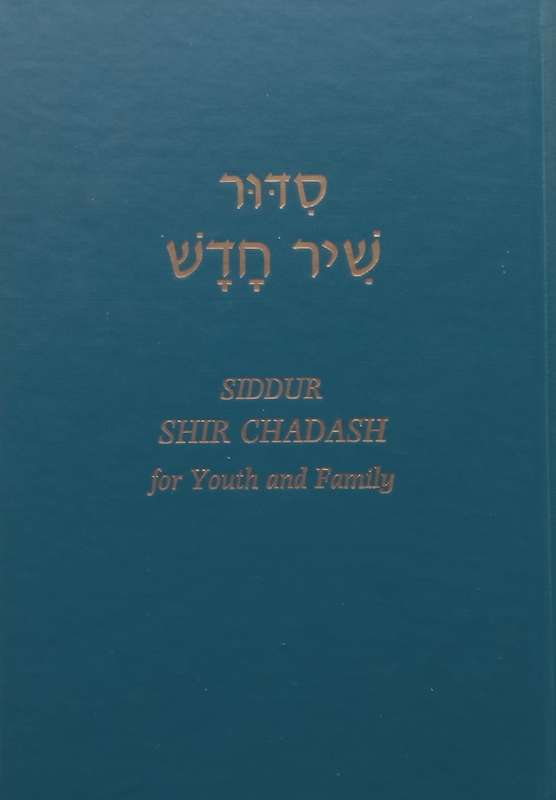 סִדּוּר
שִׁיר חָדָשׁ
SIDDUR
SHIR CHADASH
for Youth and Family